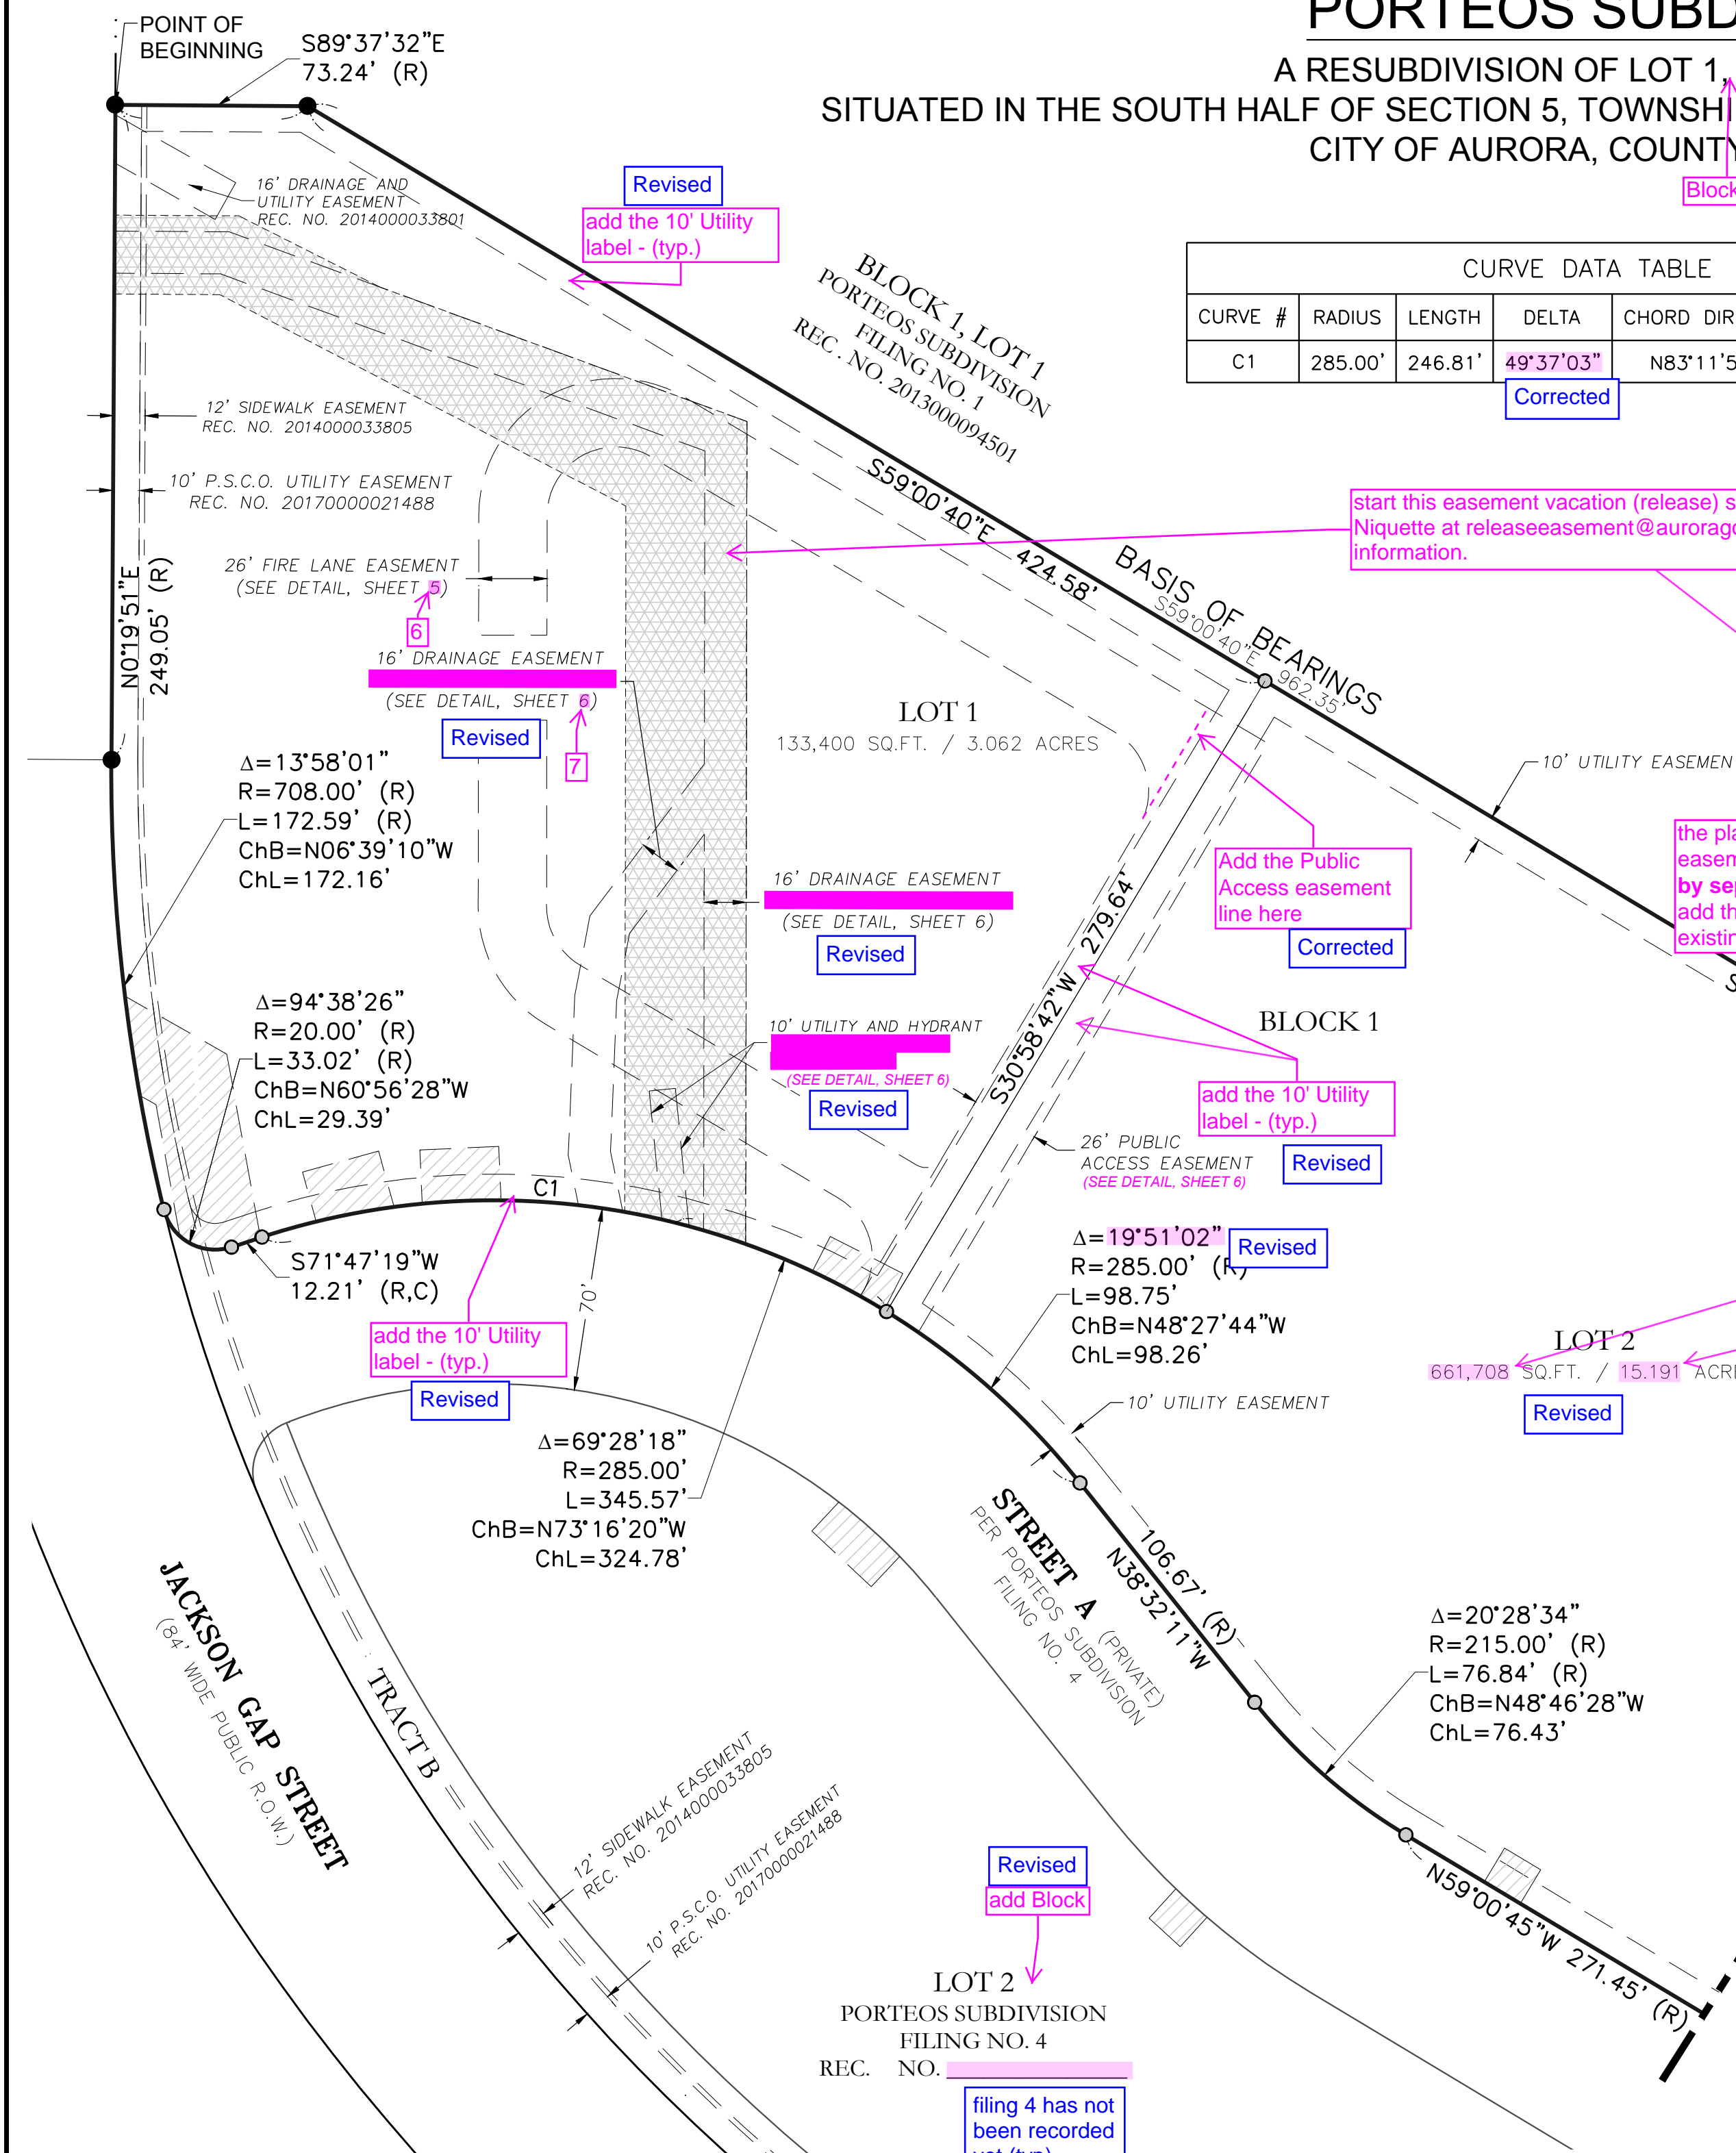 PORTEOS SUBD
A RESUBDIVISION OF LOT 1,
SITUATED IN THE SOUTH HALF OF SECTION 5, TOWNSHI
CITY OF AURORA, COUNTY
Block
POINT OF
BEGINNING
S89°37'32"E
73.24' (R)
16' DRAINAGE AND
UTILITY EASEMENT
REC. NO. 2014000033801
Revised
add the 10' Utility
label - (typ.)
BLOCK 1, LOT 1
PORTEOS SUBDIVISION
FILING NO. 1
REC. NO. 2013000094501
CURVE DATA TABLE
CURVE # RADIUS LENGTH DELTA CHORD DIR
C1 285.00' 246.81' 49°37'03" N83°11'5
Corrected
12' SIDEWALK EASEMENT
REC. NO. 2014000033805
10' P.S.C.O. UTILITY EASEMENT
REC. NO. 20170000021488
26' FIRE LANE EASEMENT
(SEE DETAIL, SHEET 5)
6
16' DRAINAGE EASEMENT
(SEE DETAIL, SHEET 6)
Revised
7
N0°19'51"E
249.05' (R)
S59°00'40"E 424.58'
BASIS OF BEARINGS
S59°00'40"E 962.35'
start this easement vacation (release) s
Niquette at releaseeasement@aurorago
information.
LOT 1
133,400 SQ.FT. / 3.062 ACRES
10' UTILITY EASEMEN
Δ=13°58'01"
R=708.00' (R)
L=172.59' (R)
ChB=N06°39'10"W
ChL=172.16'
the pla
easem
by sep
add th
existin
S
Add the Public
Access easement
line here
Corrected
16' DRAINAGE EASEMENT
(SEE DETAIL, SHEET 6)
Revised
S30°58'42"W 279.64'
Δ=94°38'26"
R=20.00' (R)
L=33.02' (R)
ChB=N60°56'28"W
ChL=29.39'
10' UTILITY AND HYDRANT
(SEE DETAIL, SHEET 6)
Revised
BLOCK 1
add the 10' Utility
label - (typ.)
Revised
26' PUBLIC
ACCESS EASEMENT
(SEE DETAIL, SHEET 6)
C1
S71°47'19"W
12.21' (R,C)
70'
add the 10' Utility
label - (typ.)
Revised
Δ=19°51'02"
Revised
R=285.00' (R)
L=98.75'
ChB=N48°27'44"W
ChL=98.26'
LOT 2
661,708 SQ.FT. / 15.191 ACRE
Revised
10' UTILITY EASEMENT
Δ=69°28'18"
R=285.00'
L=345.57'
ChB=N73°16'20"W
ChL=324.78'
STREET A (PRIVATE)
PER PORTEOS SUBDIVISION
FILING NO. 4
106.67' (R)
N38°32'11"W
Δ=20°28'34"
R=215.00' (R)
L=76.84' (R)
ChB=N48°46'28"W
ChL=76.43'
JACKSON GAP STREET
(84' WIDE PUBLIC R.O.W.)
TRACT B
12' SIDEWALK EASEMENT
REC. NO. 2014000033805
10' P.S.C.O. UTILITY EASEMENT
REC. NO. 20170000021488
N59°00'45"W 271.45' (R)
Revised
add Block
LOT 2
PORTEOS SUBDIVISION
FILING NO. 4
REC. NO.
filing 4 has not
been recorded
yet (typ)